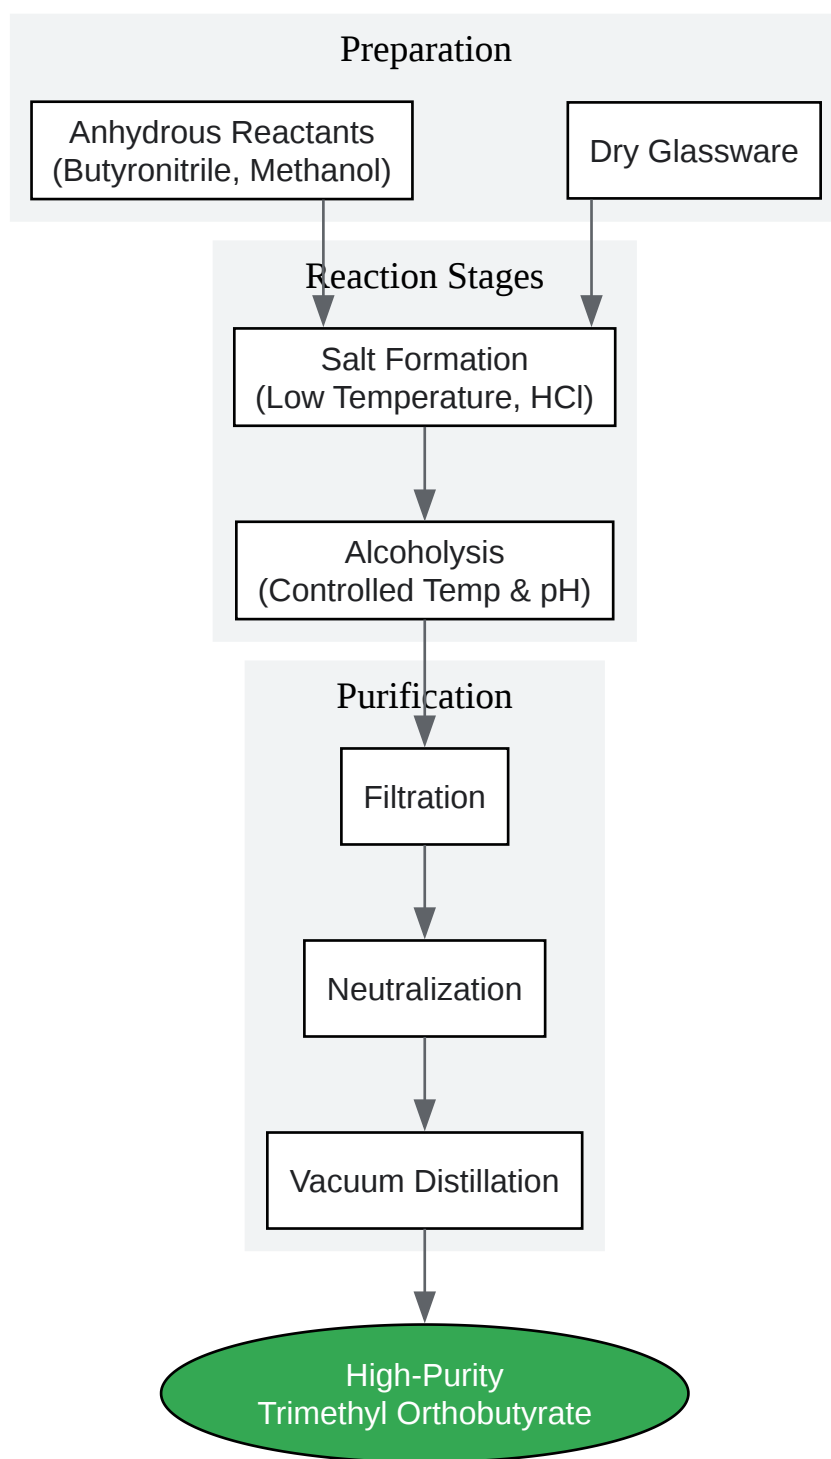 Preparation
Anhydrous Reactants
(Butyronitrile, Methanol)
Dry Glassware
Reaction Stages
Salt Formation
(Low Temperature, HCl)
Alcoholysis
(Controlled Temp & pH)
Purification
Filtration
Neutralization
Vacuum Distillation
High-Purity
Trimethyl Orthobutyrate